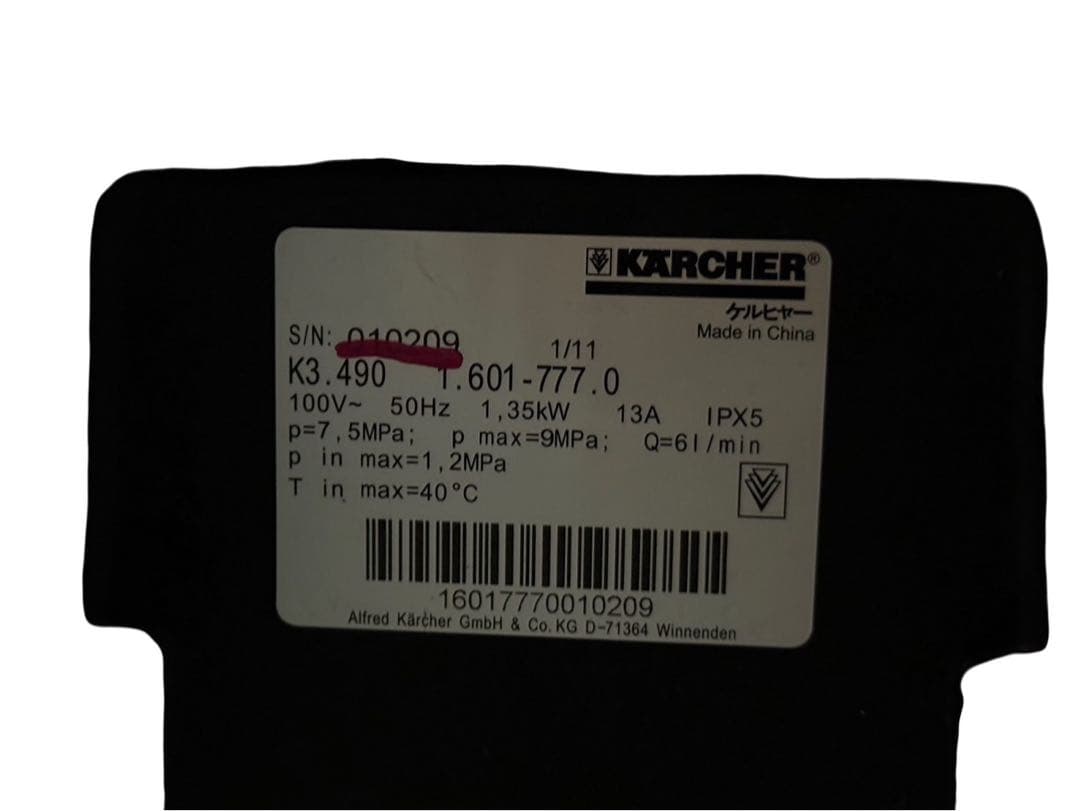 KÄRCHER®
ケルヒャー
Made in China
S/N: 010209 1/11
K3.490 1.601-777.0
100V~ 50Hz 1,35kW 13A IPX5
p=7,5MPa; p max=9MPa; Q=6l/min
p in max=1,2MPa
T in max=40°C
16017770010209
Alfred Kärcher GmbH & Co. KG D-71364 Winnenden